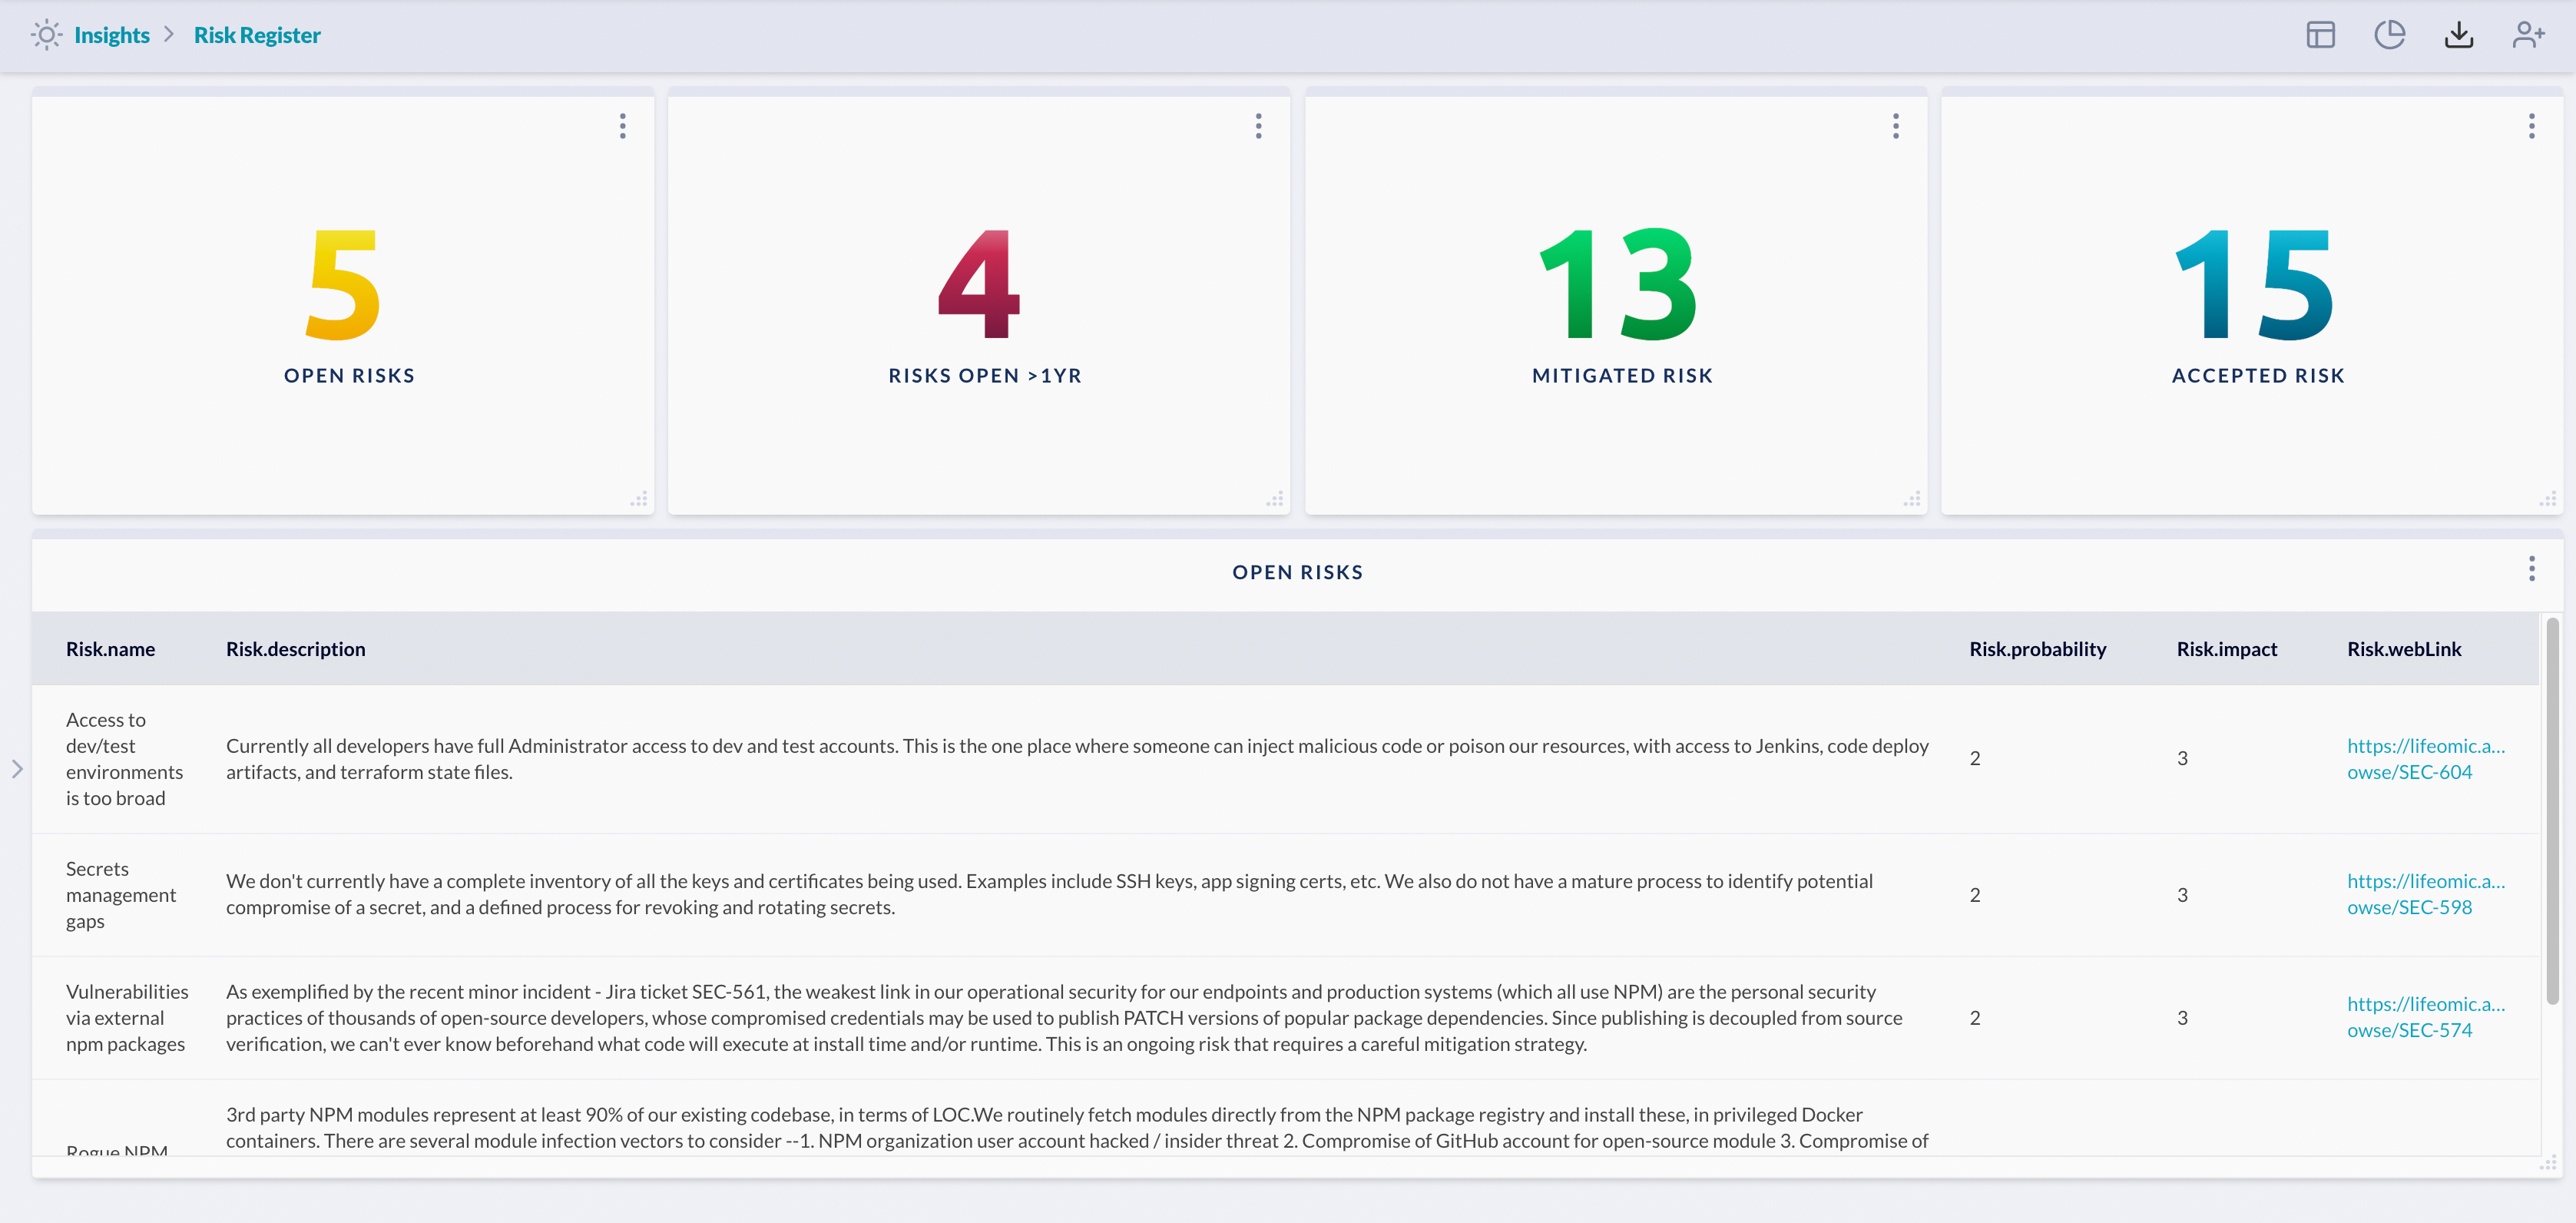 Insights > Risk Register
5
OPEN RISKS
4
RISKS OPEN >1YR
13
MITIGATED RISK
15
ACCEPTED RISK
OPEN RISKS
Risk.name Risk.description Risk.probability Risk.impact Risk.webLink
Access to
dev/test
environments
is too broad
Currently all developers have full Administrator access to dev and test accounts. This is the one place where someone can inject malicious code or poison our resources, with access to Jenkins, code deploy
artifacts, and terraform state files.
2
3
https://lifeomic.a...
owse/SEC-604
Secrets
management
gaps
We don't currently have a complete inventory of all the keys and certificates being used. Examples include SSH keys, app signing certs, etc. We also do not have a mature process to identify potential
compromise of a secret, and a defined process for revoking and rotating secrets.
2
3
https://lifeomic.a...
owse/SEC-598
Vulnerabilities
via external
npm packages
As exemplified by the recent minor incident - Jira ticket SEC-561, the weakest link in our operational security for our endpoints and production systems (which all use NPM) are the personal security
practices of thousands of open-source developers, whose compromised credentials may be used to publish PATCH versions of popular package dependencies. Since publishing is decoupled from source
verification, we can't ever know beforehand what code will execute at install time and/or runtime. This is an ongoing risk that requires a careful mitigation strategy.
2
3
https://lifeomic.a...
owse/SEC-574
Rogue NPM
3rd party NPM modules represent at least 90% of our existing codebase, in terms of LOC.We routinely fetch modules directly from the NPM package registry and install these, in privileged Docker
containers. There are several module infection vectors to consider --1. NPM organization user account hacked / insider threat 2. Compromise of GitHub account for open-source module 3. Compromise of